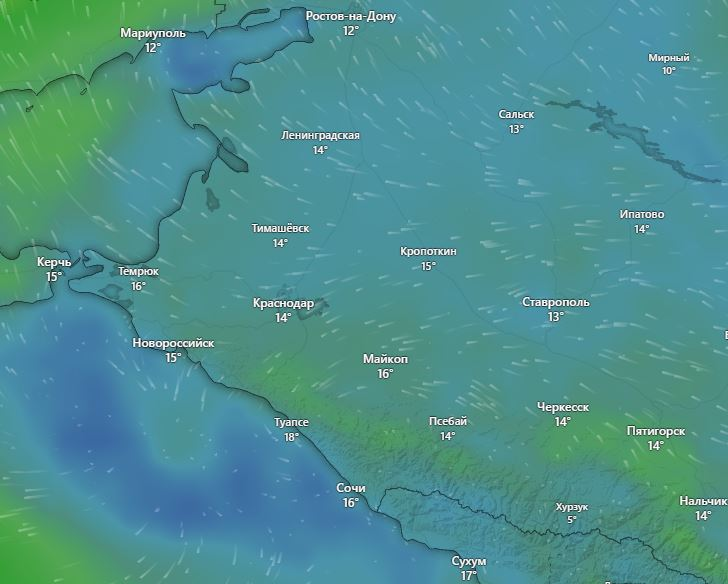 Ростов-на-Дону
12°
Мариуполь
12°
Мирный
10°
Сальск
13°
Ленинградская
14°
Ипатово
14°
Тимашёвск
14°
Кропоткин
15°
Керчь
15°
Темрюк
16°
Краснодар
14°
Ставрополь
13°
Новороссийск
15°
Майкоп
16°
Черкесск
14°
Туапсе
18°
Псебай
14°
Пятигорск
14°
Сочи
16°
Хурзук
5°
Нальчик
14°
Сухум
17°